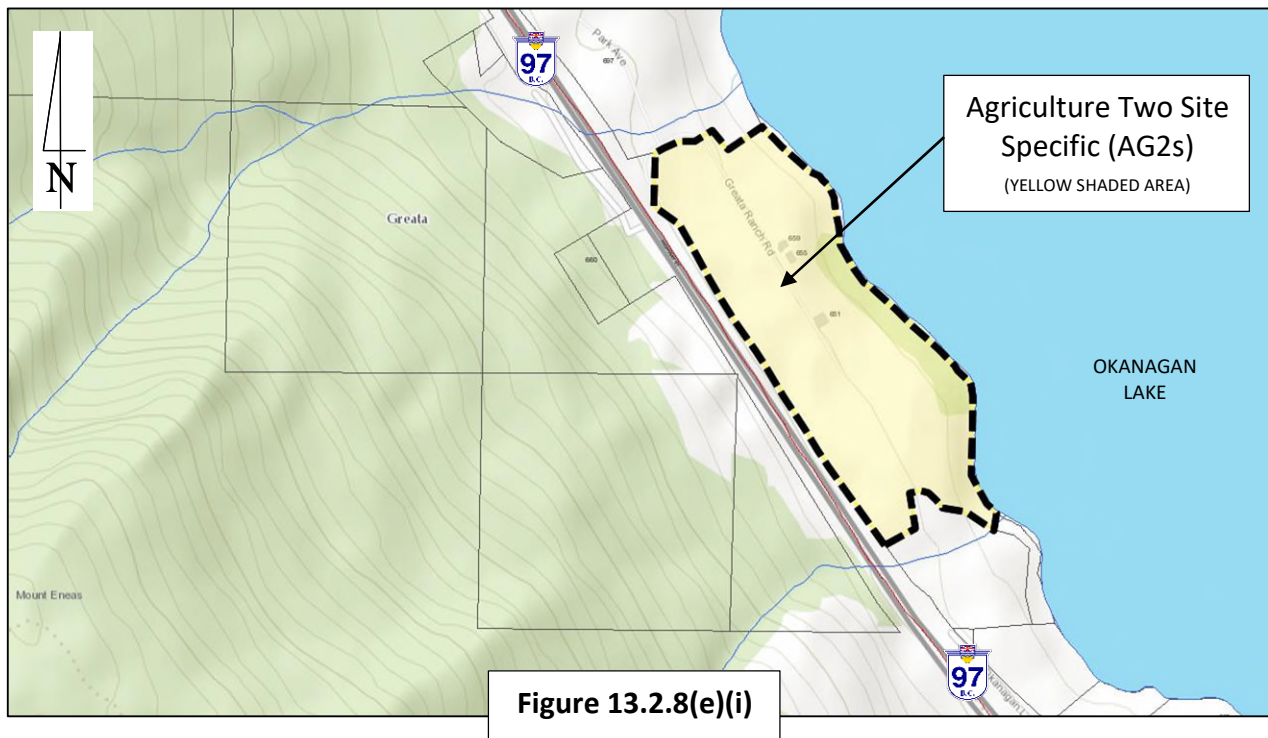 97
B.C.
Park Ave
697
Agriculture Two Site
Specific (AG2s)
(YELLOW SHADED AREA)
N
Greata
Greata Ranch Rd
659
655
660
651
OKANAGAN
LAKE
Mount Eneas
97
B.C.
Figure 13.2.8(e)(i)